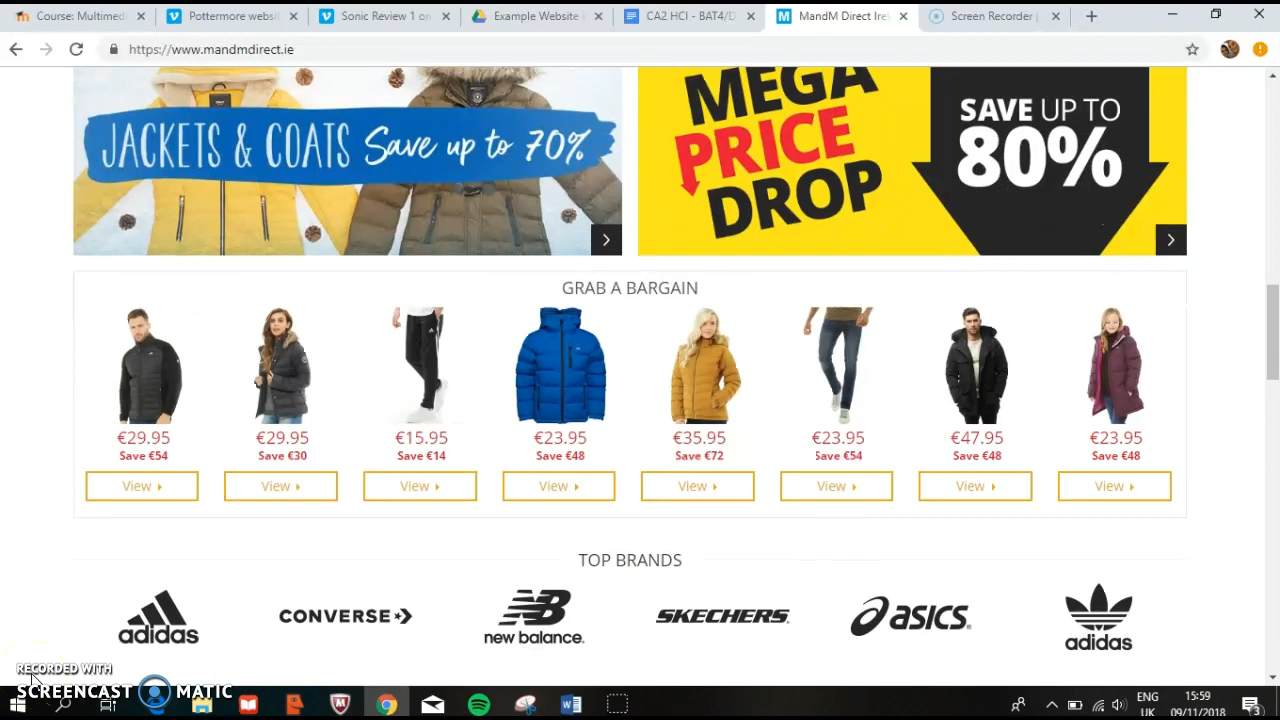 Course: Multimed
Pottermore websi
Sonic Review 1 on
Example Website
CA2 HCI - BAT4/D
MandM Direct Ire
Screen Recorder
https://www.mandmdirect.ie
JACKETS & COATS Save up to 70%
MEGA
PRICE
DROP
SAVE UP TO
80%
GRAB A BARGAIN
€29.95 €29.95 €15.95 €23.95 €35.95 €23.95 €47.95 €23.95
Save €54 Save €30 Save €14 Save €48 Save €72 Save €54 Save €48 Save €48
View View View View View View View View
TOP BRANDS
adidas
CONVERSE
new balance.
SKECHERS
asics
adidas
RECORDED WITH
SCREENCAST MATIC
ENG
UK
15:59
09/11/2018
3